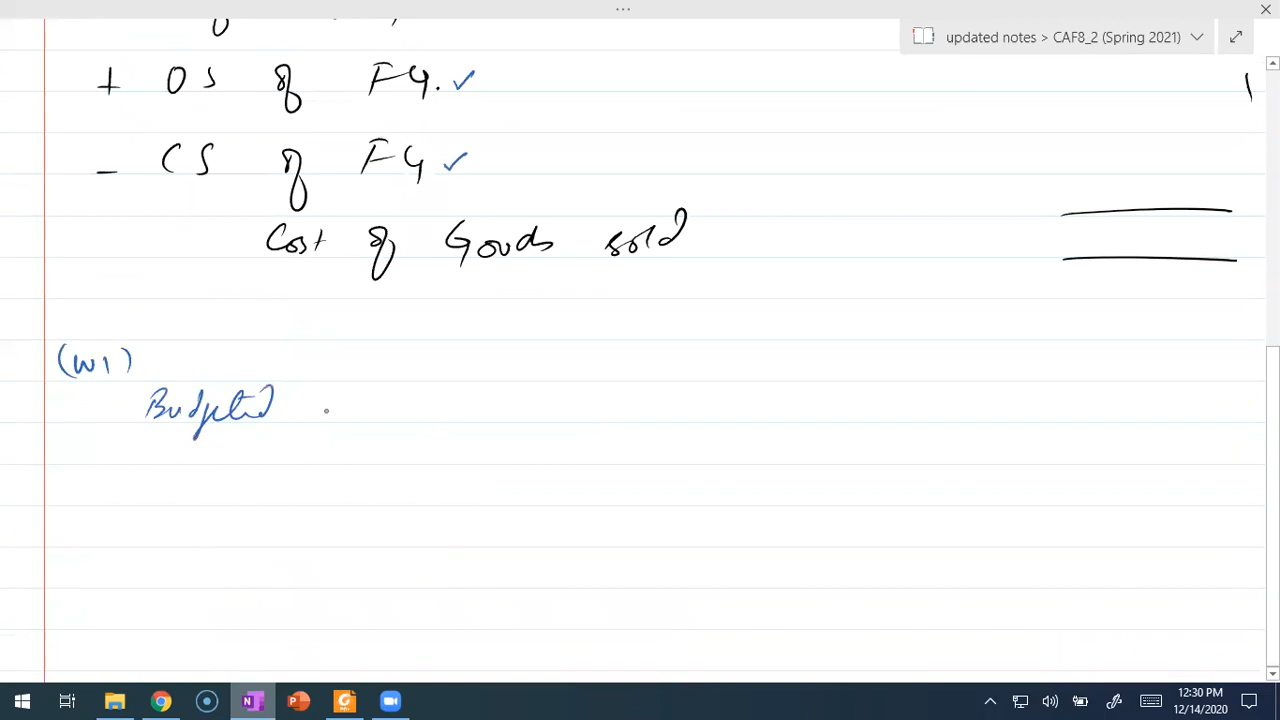 ...
updated notes > CAF8_2 (Spring 2021)
+ OS of FG. ✓
- CS of FG ✓
Cost of Goods sold
(W1)
Budgeted
12:30 PM
12/14/2020